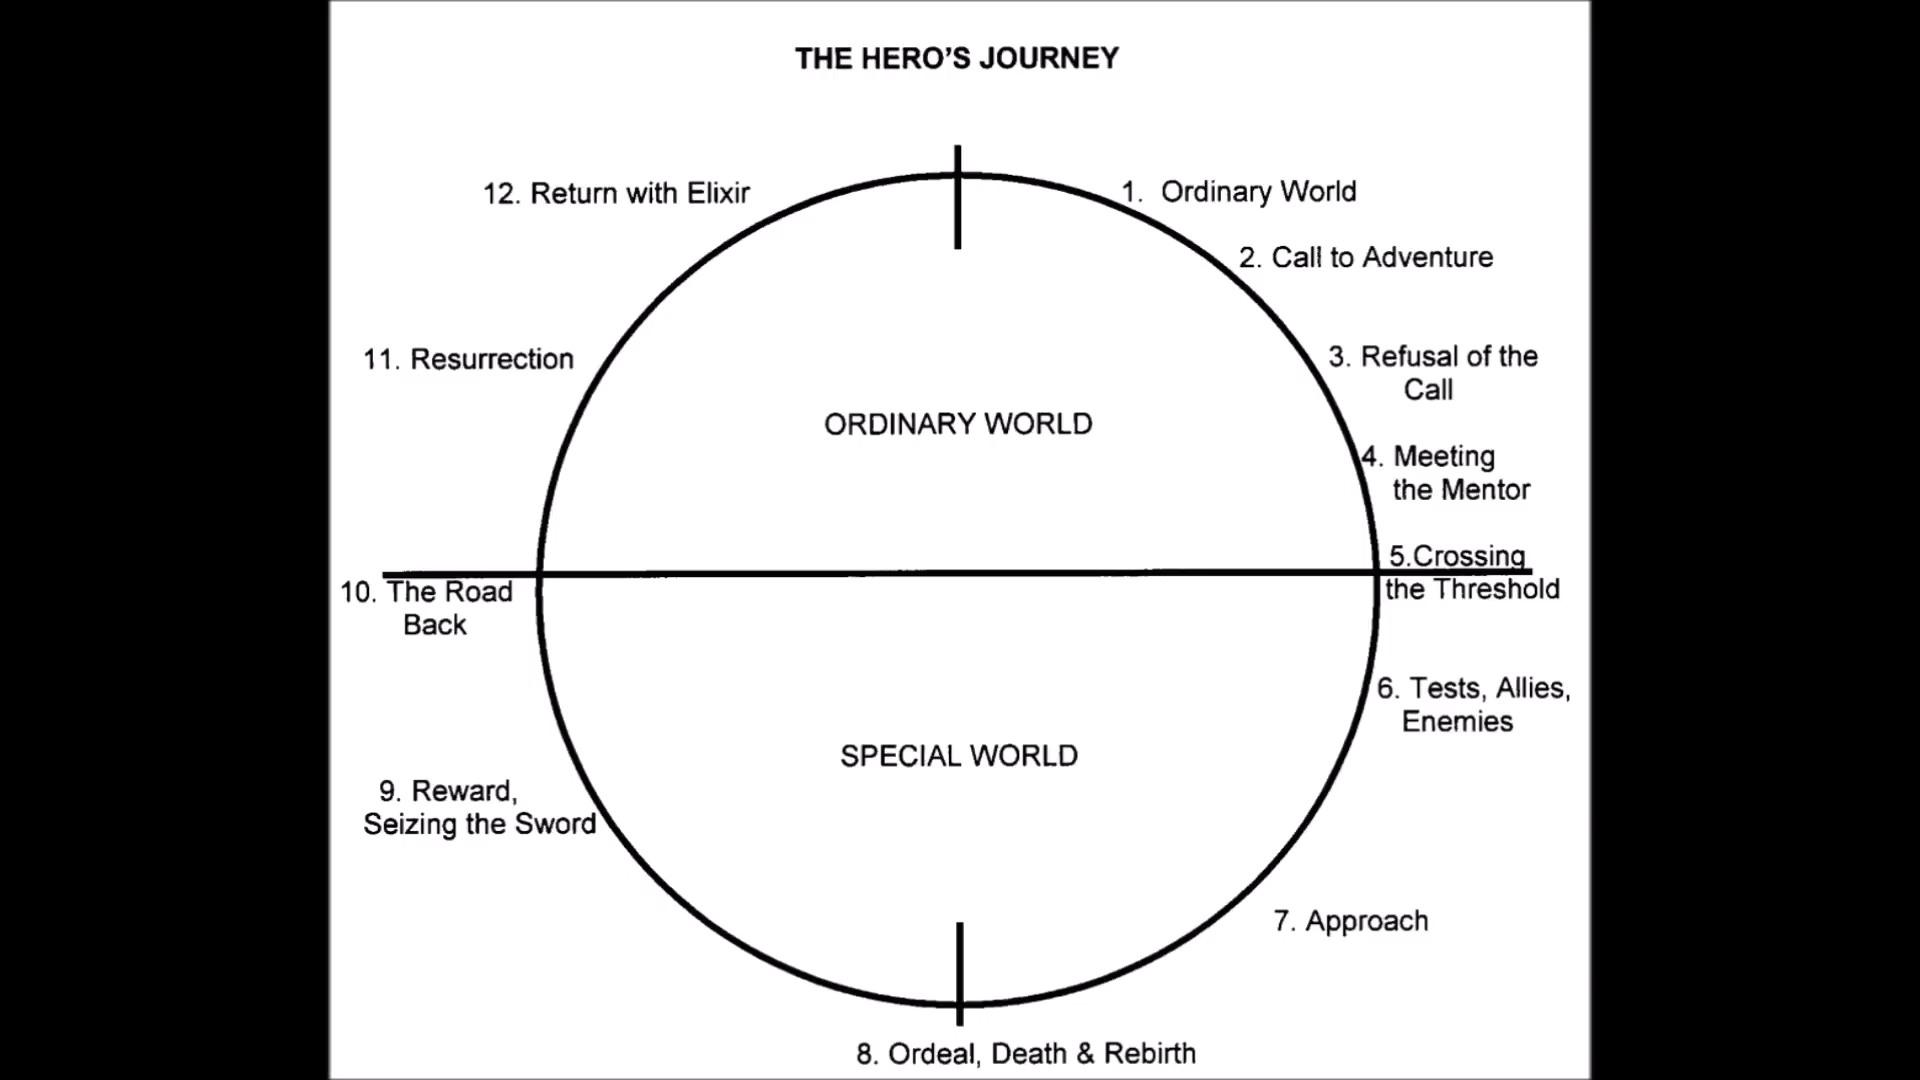 THE HERO'S JOURNEY
12. Return with Elixir
1. Ordinary World
2. Call to Adventure
3. Refusal of the
Call
11. Resurrection
ORDINARY WORLD
4. Meeting
the Mentor
5.Crossing
the Threshold
10. The Road
Back
6. Tests, Allies,
Enemies
SPECIAL WORLD
9. Reward,
Seizing the Sword
7. Approach
8. Ordeal, Death & Rebirth